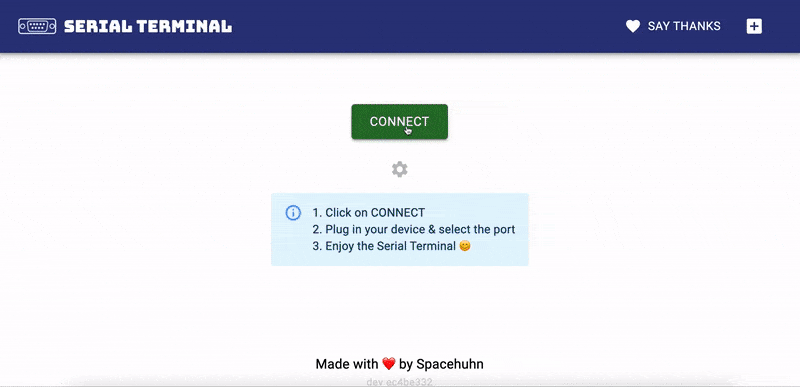 SERIAL TERMINAL
SAY THANKS
CONNECT
1. Click on CONNECT
2. Plug in your device & select the port
3. Enjoy the Serial Terminal 😊
Made with ❤️ by Spacehuhn
dev ec4be332